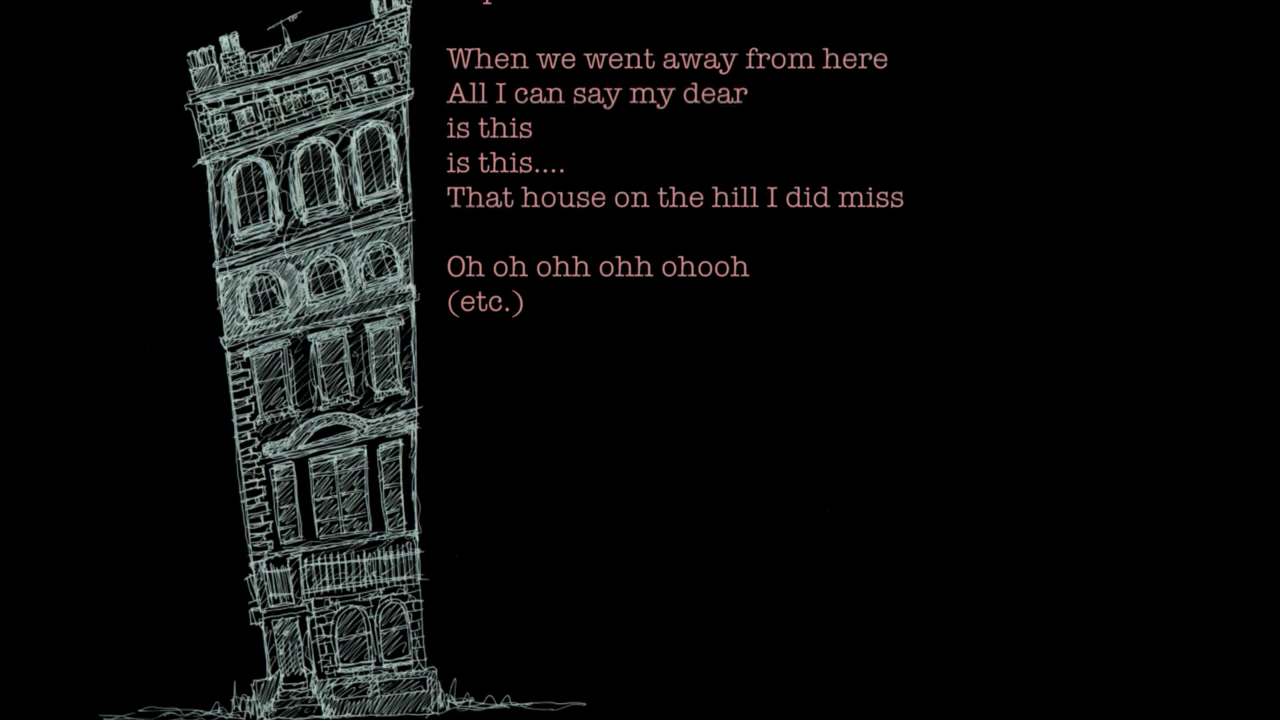 When we went away from here
All I can say my dear
is this
is this....
That house on the hill I did miss
Oh oh ohh ohh ohooh
(etc.)